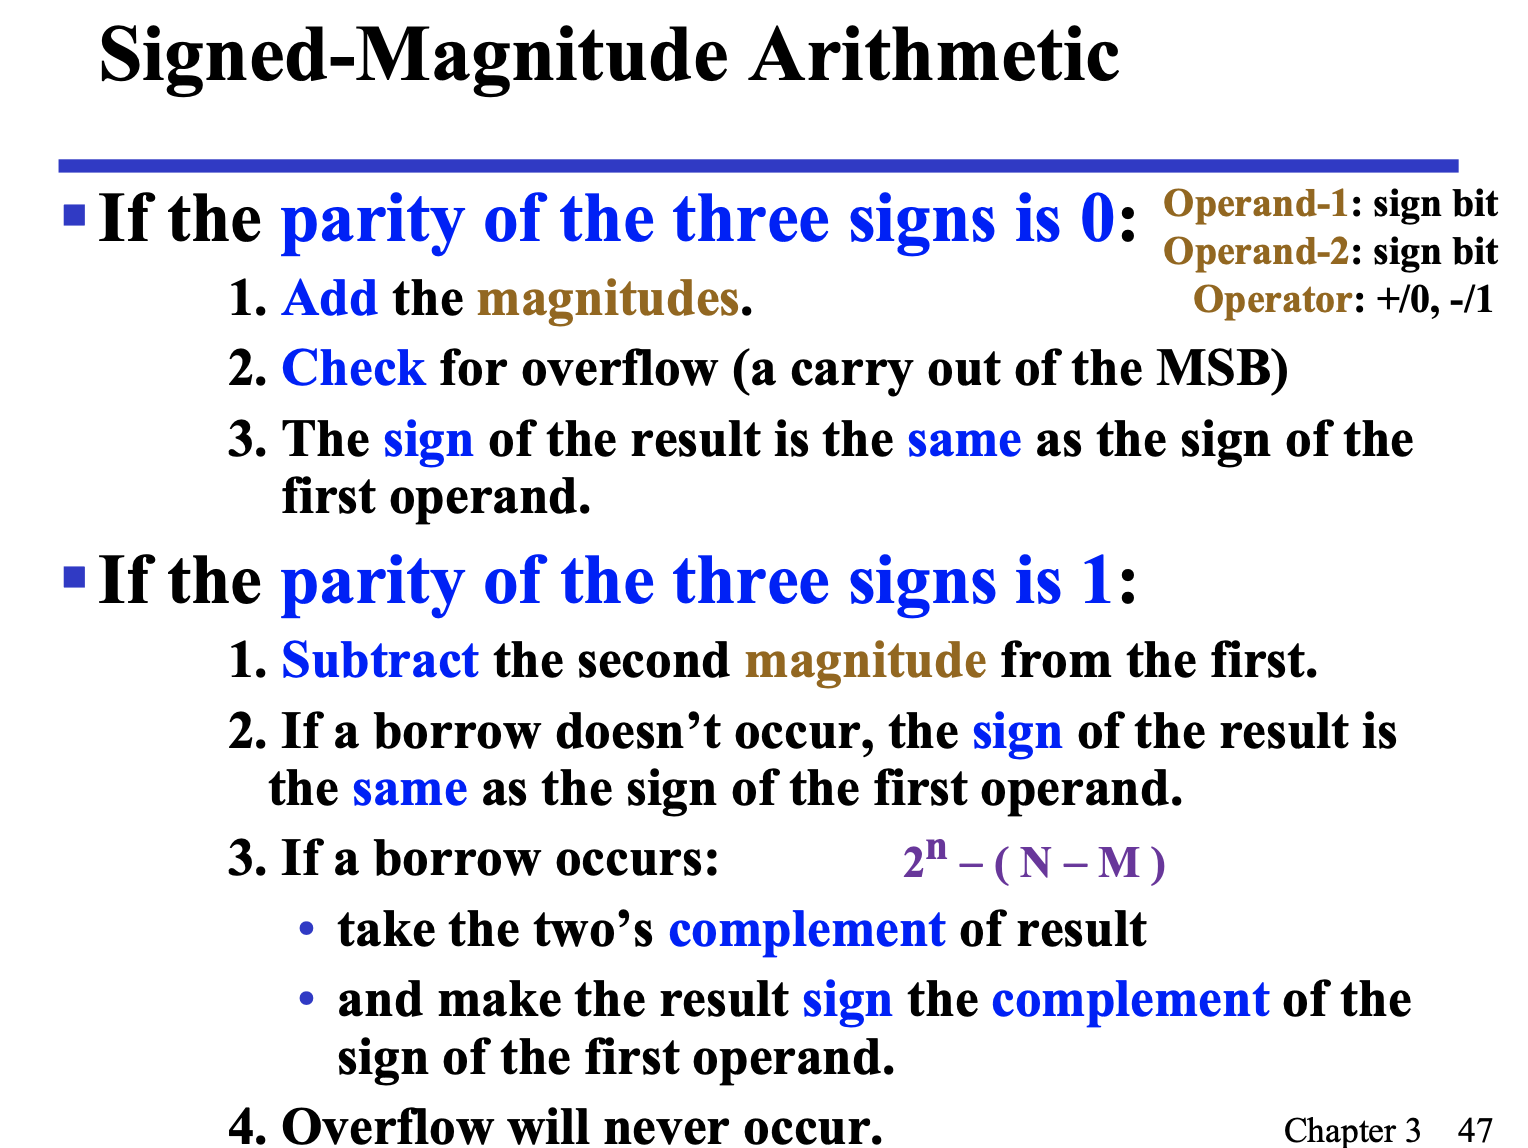 Signed-Magnitude Arithmetic
If the parity of the three signs is 0:
Operand-1: sign bit
Operand-2: sign bit
Operator: +/0, -/1
1. Add the magnitudes.
2. Check for overflow (a carry out of the MSB)
3. The sign of the result is the same as the sign of the
first operand.
If the parity of the three signs is 1:
1. Subtract the second magnitude from the first.
2. If a borrow doesn’t occur, the sign of the result is
the same as the sign of the first operand.
3. If a borrow occurs: 2ⁿ – ( N – M )
• take the two’s complement of result
• and make the result sign the complement of the
sign of the first operand.
4. Overflow will never occur.
Chapter 3 47